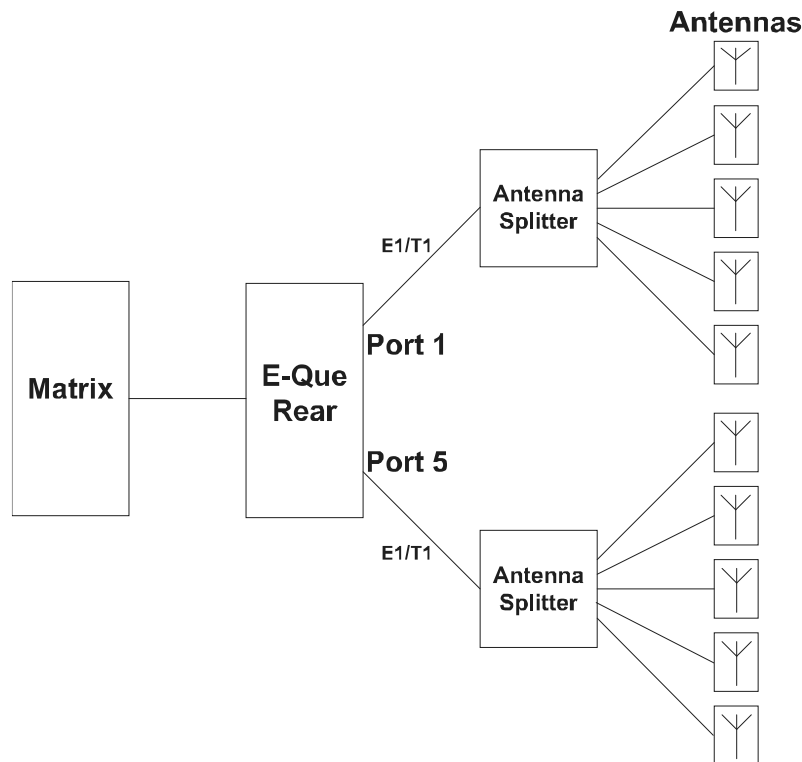 Antennas
Antenna
Splitter
E1/T1
Port 1
Matrix
E-Que
Rear
Port 5
E1/T1
Antenna
Splitter